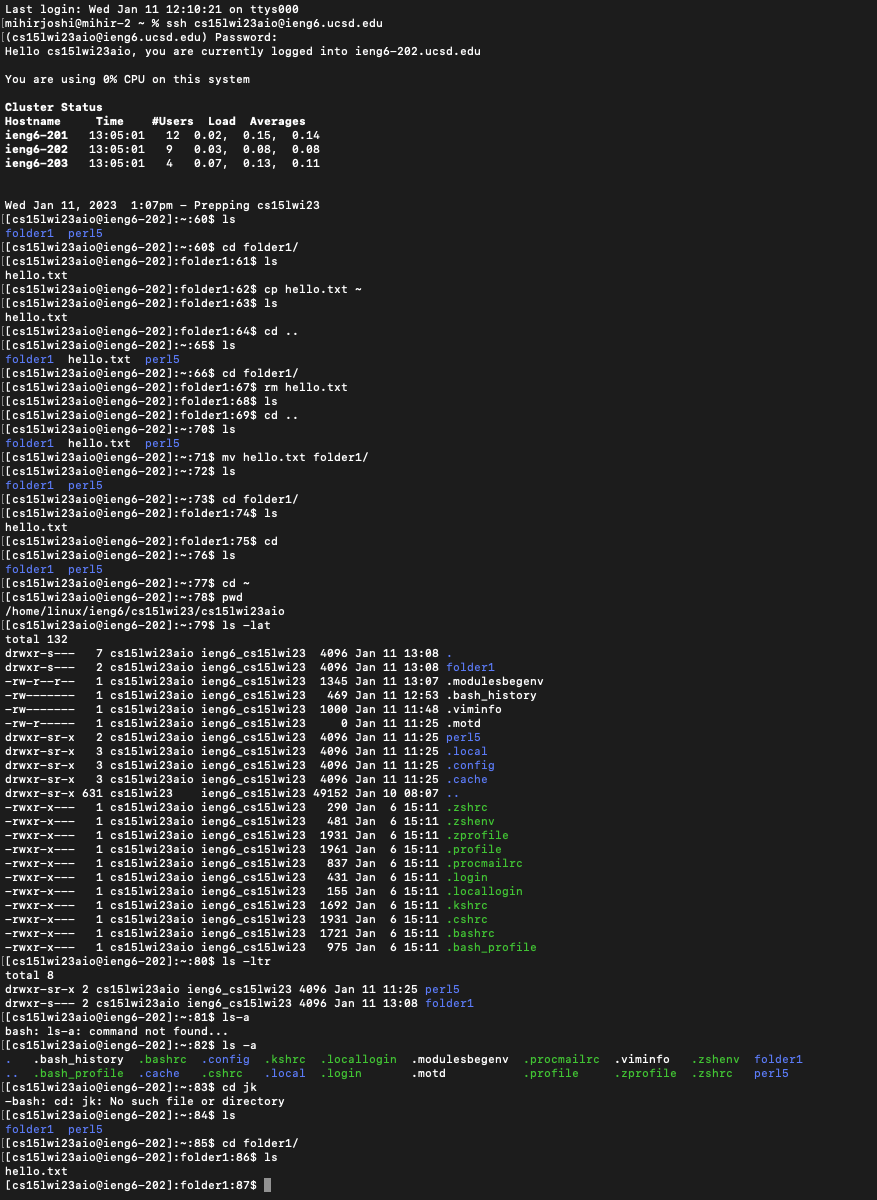 Last login: Wed Jan 11 12:10:21 on ttys000
[mihirjoshi@mihir-2 ~ % ssh cs15lwi23aio@ieng6.ucsd.edu
[(cs15lwi23aio@ieng6.ucsd.edu) Password:
Hello cs15lwi23aio, you are currently logged into ieng6-202.ucsd.edu
You are using 0% CPU on this system
Cluster Status
Hostname     Time    #Users  Load  Averages
ieng6-201   13:05:01   12  0.02,  0.15,  0.14
ieng6-202   13:05:01   9   0.03,  0.08,  0.08
ieng6-203   13:05:01   4   0.07,  0.13,  0.11
Wed Jan 11, 2023  1:07pm - Prepping cs15lwi23
[[cs15lwi23aio@ieng6-202]:~:60$ ls
folder1  perl5
[[cs15lwi23aio@ieng6-202]:~:60$ cd folder1/
[[cs15lwi23aio@ieng6-202]:folder1:61$ ls
hello.txt
[[cs15lwi23aio@ieng6-202]:folder1:62$ cp hello.txt ~
[[cs15lwi23aio@ieng6-202]:folder1:63$ ls
hello.txt
[[cs15lwi23aio@ieng6-202]:folder1:64$ cd ..
[[cs15lwi23aio@ieng6-202]:~:65$ ls
folder1  hello.txt  perl5
[[cs15lwi23aio@ieng6-202]:~:66$ cd folder1/
[[cs15lwi23aio@ieng6-202]:folder1:67$ rm hello.txt
[[cs15lwi23aio@ieng6-202]:folder1:68$ ls
[[cs15lwi23aio@ieng6-202]:folder1:69$ cd ..
[[cs15lwi23aio@ieng6-202]:~:70$ ls
folder1  hello.txt  perl5
[[cs15lwi23aio@ieng6-202]:~:71$ mv hello.txt folder1/
[[cs15lwi23aio@ieng6-202]:~:72$ ls
folder1  perl5
[[cs15lwi23aio@ieng6-202]:~:73$ cd folder1/
[[cs15lwi23aio@ieng6-202]:folder1:74$ ls
hello.txt
[[cs15lwi23aio@ieng6-202]:folder1:75$ cd
[[cs15lwi23aio@ieng6-202]:~:76$ ls
folder1  perl5
[[cs15lwi23aio@ieng6-202]:~:77$ cd ~
[[cs15lwi23aio@ieng6-202]:~:78$ pwd
/home/linux/ieng6/cs15lwi23/cs15lwi23aio
[[cs15lwi23aio@ieng6-202]:~:79$ ls -lat
total 132
drwxr-s---   7 cs15lwi23aio ieng6_cs15lwi23  4096 Jan 11 13:08 .
drwxr-s---   2 cs15lwi23aio ieng6_cs15lwi23  4096 Jan 11 13:08 folder1
-rw-r--r--   1 cs15lwi23aio ieng6_cs15lwi23  1345 Jan 11 13:07 .modulesbegenv
-rw-------   1 cs15lwi23aio ieng6_cs15lwi23   469 Jan 11 12:53 .bash_history
-rw-------   1 cs15lwi23aio ieng6_cs15lwi23  1000 Jan 11 11:48 .viminfo
-rw-r-----   1 cs15lwi23aio ieng6_cs15lwi23     0 Jan 11 11:25 .motd
drwxr-sr-x   2 cs15lwi23aio ieng6_cs15lwi23  4096 Jan 11 11:25 perl5
drwxr-sr-x   3 cs15lwi23aio ieng6_cs15lwi23  4096 Jan 11 11:25 .local
drwxr-sr-x   3 cs15lwi23aio ieng6_cs15lwi23  4096 Jan 11 11:25 .config
drwxr-sr-x   3 cs15lwi23aio ieng6_cs15lwi23  4096 Jan 11 11:25 .cache
drwxr-sr-x 631 cs15lwi23    ieng6_cs15lwi23 49152 Jan 10 08:07 ..
-rwxr-x---   1 cs15lwi23aio ieng6_cs15lwi23   290 Jan  6 15:11 .zshrc
-rwxr-x---   1 cs15lwi23aio ieng6_cs15lwi23   481 Jan  6 15:11 .zshenv
-rwxr-x---   1 cs15lwi23aio ieng6_cs15lwi23  1931 Jan  6 15:11 .zprofile
-rwxr-x---   1 cs15lwi23aio ieng6_cs15lwi23  1961 Jan  6 15:11 .profile
-rwxr-x---   1 cs15lwi23aio ieng6_cs15lwi23   837 Jan  6 15:11 .procmailrc
-rwxr-x---   1 cs15lwi23aio ieng6_cs15lwi23   431 Jan  6 15:11 .login
-rwxr-x---   1 cs15lwi23aio ieng6_cs15lwi23   155 Jan  6 15:11 .locallogin
-rwxr-x---   1 cs15lwi23aio ieng6_cs15lwi23  1692 Jan  6 15:11 .kshrc
-rwxr-x---   1 cs15lwi23aio ieng6_cs15lwi23  1931 Jan  6 15:11 .cshrc
-rwxr-x---   1 cs15lwi23aio ieng6_cs15lwi23  1721 Jan  6 15:11 .bashrc
-rwxr-x---   1 cs15lwi23aio ieng6_cs15lwi23   975 Jan  6 15:11 .bash_profile
[[cs15lwi23aio@ieng6-202]:~:80$ ls -ltr
total 8
drwxr-sr-x 2 cs15lwi23aio ieng6_cs15lwi23 4096 Jan 11 11:25 perl5
drwxr-s--- 2 cs15lwi23aio ieng6_cs15lwi23 4096 Jan 11 13:08 folder1
[[cs15lwi23aio@ieng6-202]:~:81$ ls-a
bash: ls-a: command not found...
[[cs15lwi23aio@ieng6-202]:~:82$ ls -a
.   .bash_history  .bashrc  .config  .kshrc  .locallogin  .modulesbegenv  .procmailrc  .viminfo   .zshenv  folder1
..  .bash_profile  .cache   .cshrc   .local  .login       .motd           .profile     .zprofile  .zshrc   perl5
[[cs15lwi23aio@ieng6-202]:~:83$ cd jk
-bash: cd: jk: No such file or directory
[[cs15lwi23aio@ieng6-202]:~:84$ ls
folder1  perl5
[[cs15lwi23aio@ieng6-202]:~:85$ cd folder1/
[[cs15lwi23aio@ieng6-202]:folder1:86$ ls
hello.txt
[cs15lwi23aio@ieng6-202]:folder1:87$